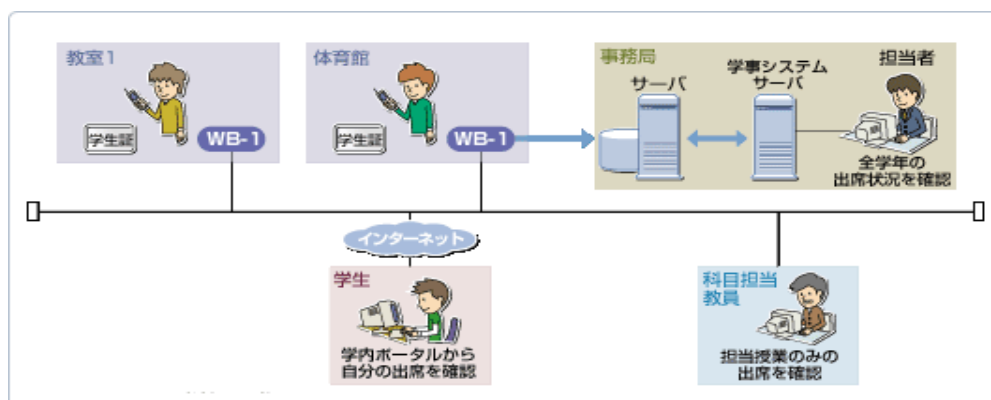 教室1
学生証
WB-1
体育館
学生証
WB-1
事務局
サーバ
学事システム
サーバ
担当者
全学年の
出席状況を確認
インターネット
学生
学内ポータルから
自分の出席を確認
科目担当
教員
担当授業のみの
出席を確認